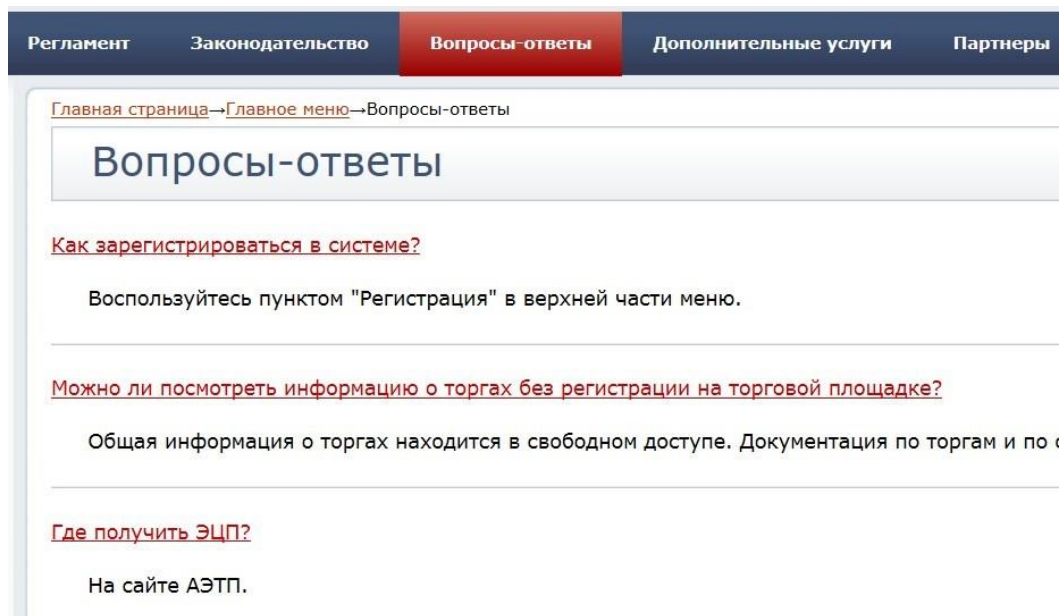 Регламент Законодательство Вопросы-ответы Дополнительные услуги Партнеры
Главная страница→Главное меню→Вопросы-ответы
Вопросы-ответы
Как зарегистрироваться в системе?
Воспользуйтесь пунктом "Регистрация" в верхней части меню.
Можно ли посмотреть информацию о торгах без регистрации на торговой площадке?
Общая информация о торгах находится в свободном доступе. Документация по торгам и по
Где получить ЭЦП?
На сайте АЭТП.